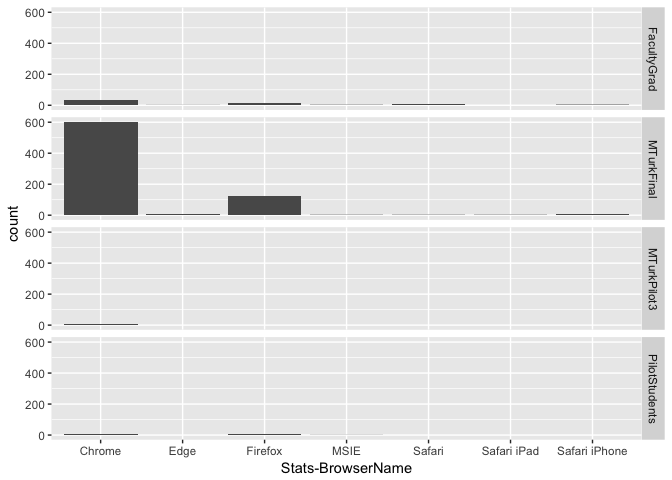 600
400
200
0
FacultyGrad
600
400
200
0
MTurkFinal
600
400
200
0
MTurkPilot3
600
400
200
0
PilotStudents
count
Chrome Edge Firefox MSIE Safari Safari iPad Safari iPhone
Stats-BrowserName